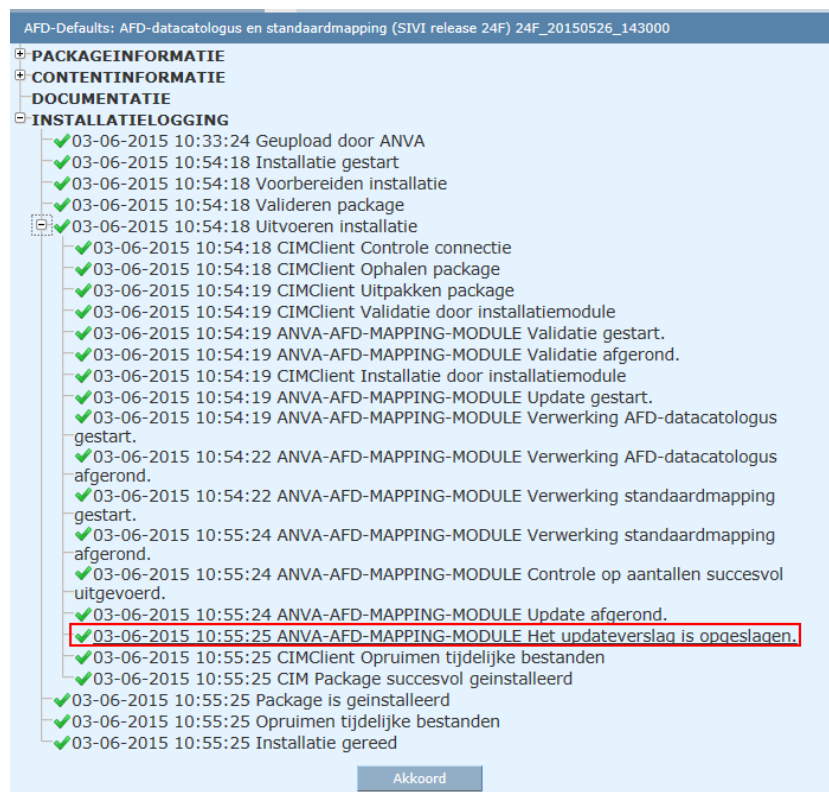 AFD-Defaults: AFD-datacatologus en standaardmapping (SIVI release 24F) 24F_20150526_143000
PACKAGEINFORMATIE
CONTENTINFORMATIE
DOCUMENTATIE
INSTALLATIELOGGING
03-06-2015 10:33:24 Geupload door ANVA
03-06-2015 10:54:18 Installatie gestart
03-06-2015 10:54:18 Voorbereiden installatie
03-06-2015 10:54:18 Valideren package
03-06-2015 10:54:18 Uitvoeren installatie
03-06-2015 10:54:18 CIMClient Controle connectie
03-06-2015 10:54:18 CIMClient Ophalen package
03-06-2015 10:54:19 CIMClient Uitpakken package
03-06-2015 10:54:19 CIMClient Validatie door installatiemodule
03-06-2015 10:54:19 ANVA-AFD-MAPPING-MODULE Validatie gestart.
03-06-2015 10:54:19 ANVA-AFD-MAPPING-MODULE Validatie afgerond.
03-06-2015 10:54:19 CIMClient Installatie door installatiemodule
03-06-2015 10:54:19 ANVA-AFD-MAPPING-MODULE Update gestart.
03-06-2015 10:54:19 ANVA-AFD-MAPPING-MODULE Verwerking AFD-datacatologus
gestart.
03-06-2015 10:54:22 ANVA-AFD-MAPPING-MODULE Verwerking AFD-datacatologus
afgerond.
03-06-2015 10:54:22 ANVA-AFD-MAPPING-MODULE Verwerking standaardmapping
gestart.
03-06-2015 10:55:24 ANVA-AFD-MAPPING-MODULE Verwerking standaardmapping
afgerond.
03-06-2015 10:55:24 ANVA-AFD-MAPPING-MODULE Controle op aantallen succesvol
uitgevoerd.
03-06-2015 10:55:24 ANVA-AFD-MAPPING-MODULE Update afgerond.
03-06-2015 10:55:25 ANVA-AFD-MAPPING-MODULE Het updateverslag is opgeslagen.
03-06-2015 10:55:25 CIMClient Opruimen tijdelijke bestanden
03-06-2015 10:55:25 CIM Package succesvol geinstalleerd
03-06-2015 10:55:25 Package is geinstalleerd
03-06-2015 10:55:25 Opruimen tijdelijke bestanden
03-06-2015 10:55:25 Installatie gereed
Akkoord